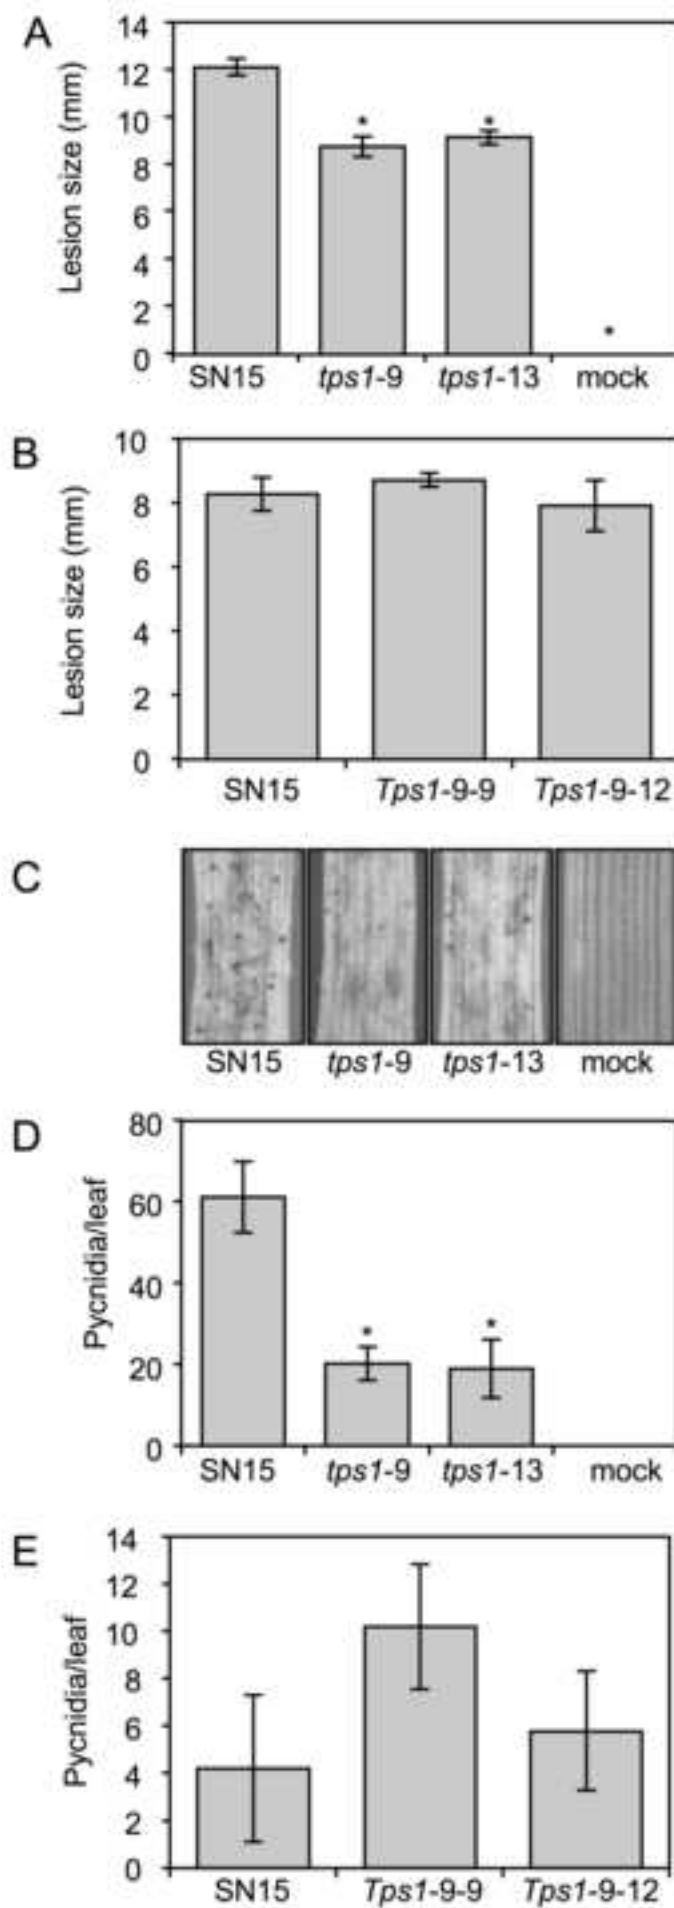 A
Lesion size (mm)
14
12
10
8
6
4
2
0
* * *
SN15 tps1-9 tps1-13 mock
B
Lesion size (mm)
10
8
6
4
2
0
SN15 Tps1-9-9 Tps1-9-12
C
SN15 tps1-9 tps1-13 mock
D
Pycnidia/leaf
80
60
40
20
0
* *
SN15 tps1-9 tps1-13 mock
E
Pycnidia/leaf
14
12
10
8
6
4
2
0
SN15 Tps1-9-9 Tps1-9-12